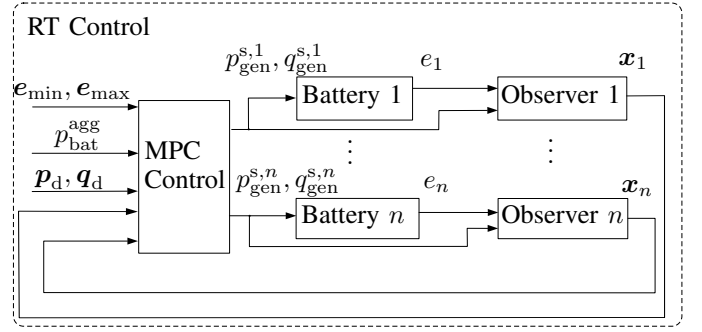 RT Control
p_gen^{s,1}, q_gen^{s,1}
e_1
x_1
e_min, e_max
Battery 1
Observer 1
p_bat^agg
MPC
Control
⋮
⋮
p_d, q_d
p_gen^{s,n}, q_gen^{s,n}
e_n
x_n
Battery n
Observer n